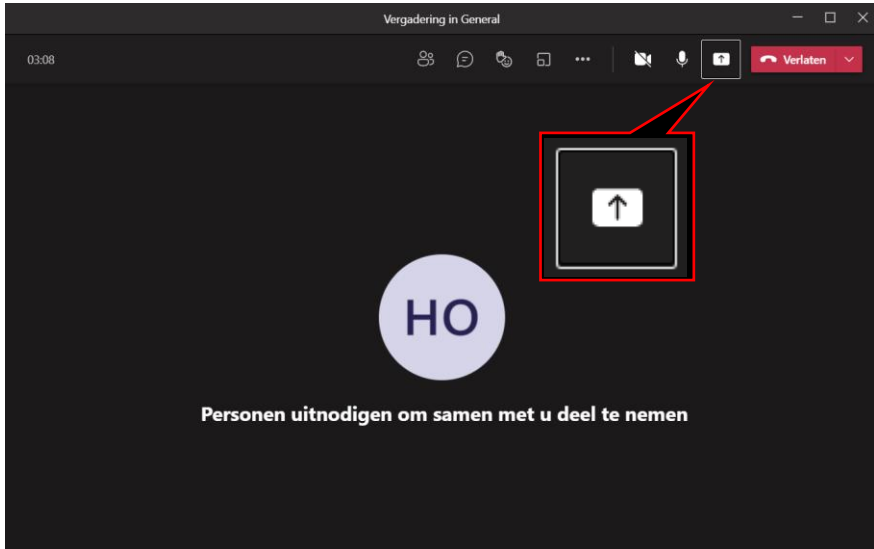 Vergadering in General
03:08
Verlaten
HO
Personen uitnodigen om samen met u deel te nemen